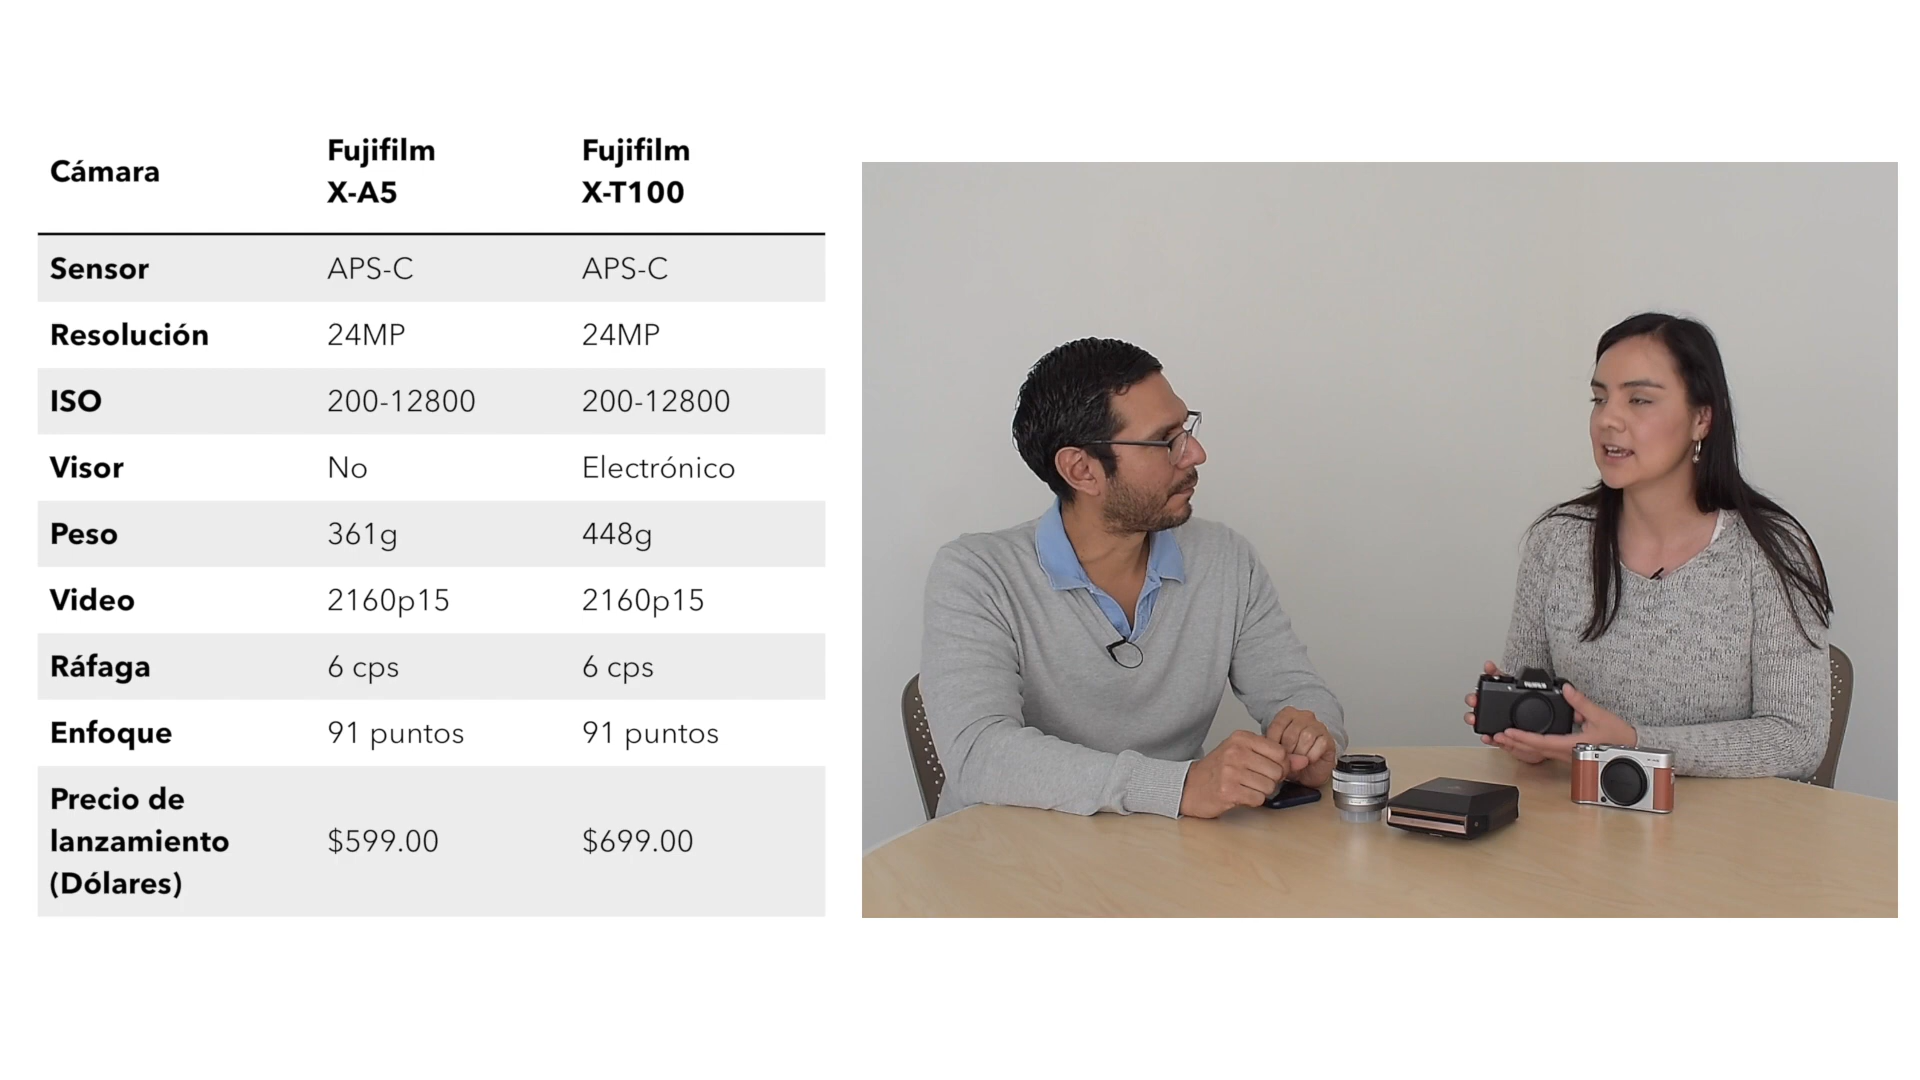 Cámara Fujifilm X-A5 Fujifilm X-T100
Sensor APS-C APS-C
Resolución 24MP 24MP
ISO 200-12800 200-12800
Visor No Electrónico
Peso 361g 448g
Video 2160p15 2160p15
Ráfaga 6 cps 6 cps
Enfoque 91 puntos 91 puntos
Precio de
lanzamiento $599.00 $699.00
(Dólares)